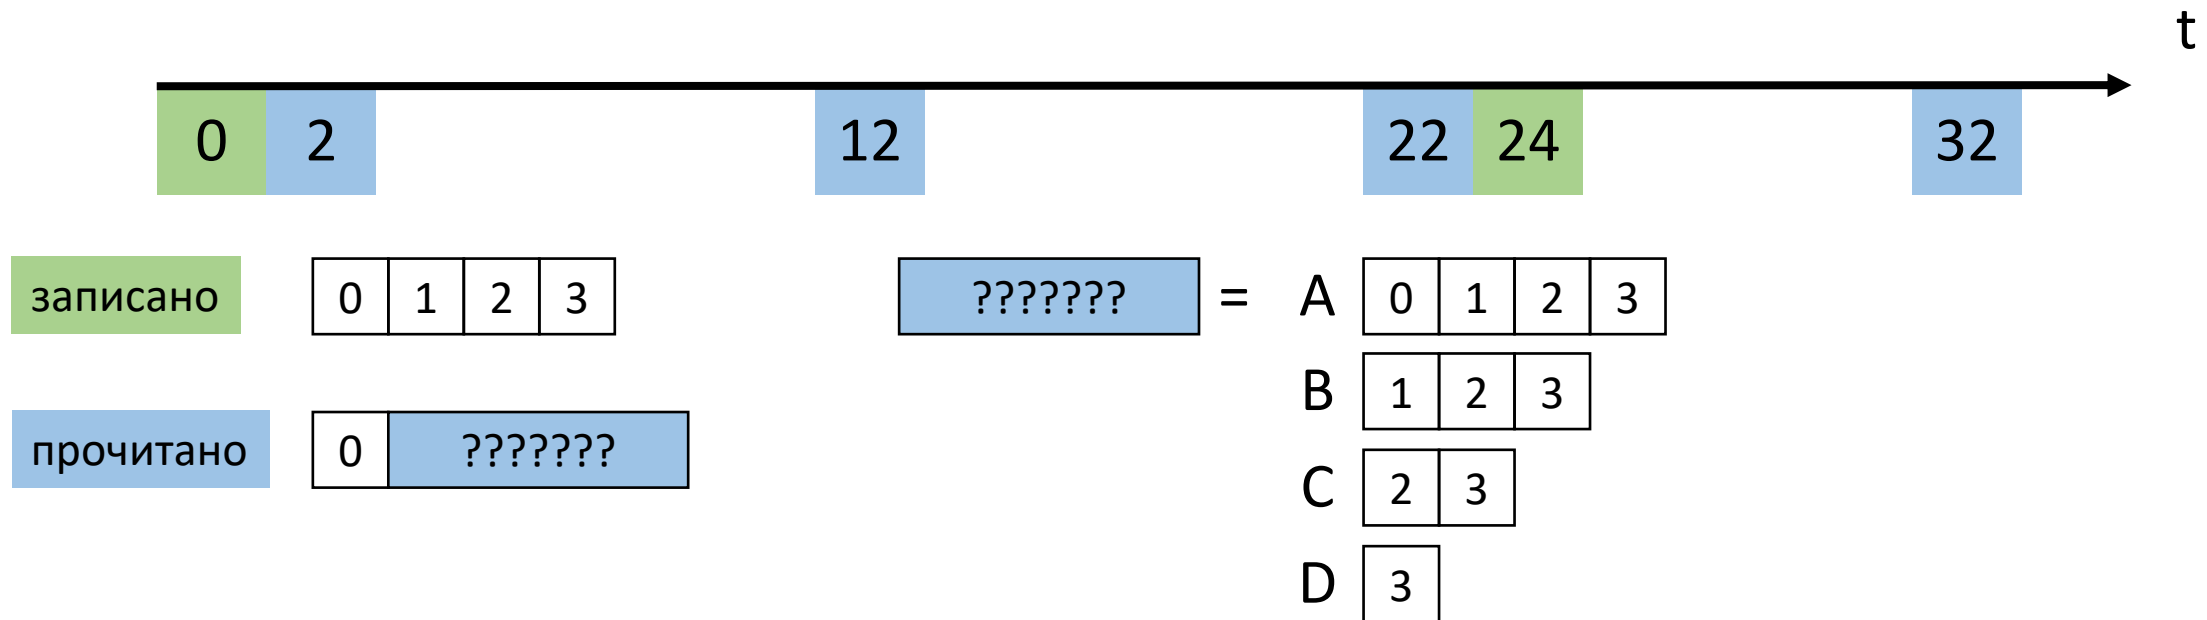 t
0 2 12 22 24 32
записано 0 1 2 3 ??????? = A 0 1 2 3
B 1 2 3
прочитано 0 ???????
C 2 3
D 3